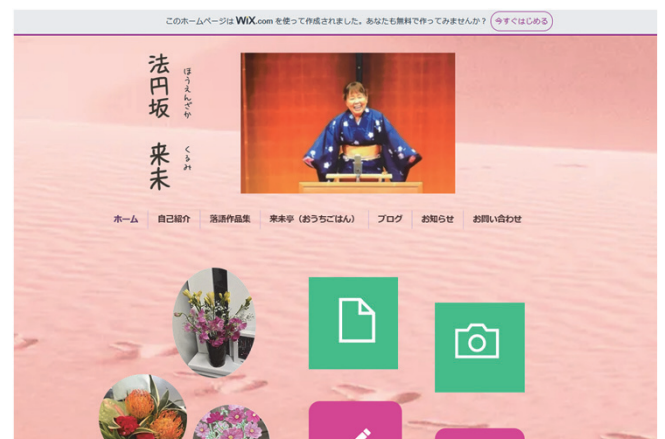 このホームページは WiX.com を使って作成されました。あなたも無料で作ってみませんか？ 今すぐはじめる
法円坂 来未
ほうえんざか くるみ
ホーム 自己紹介 落語作品集 来未亭（おうちごはん） ブログ お知らせ お問い合わせ